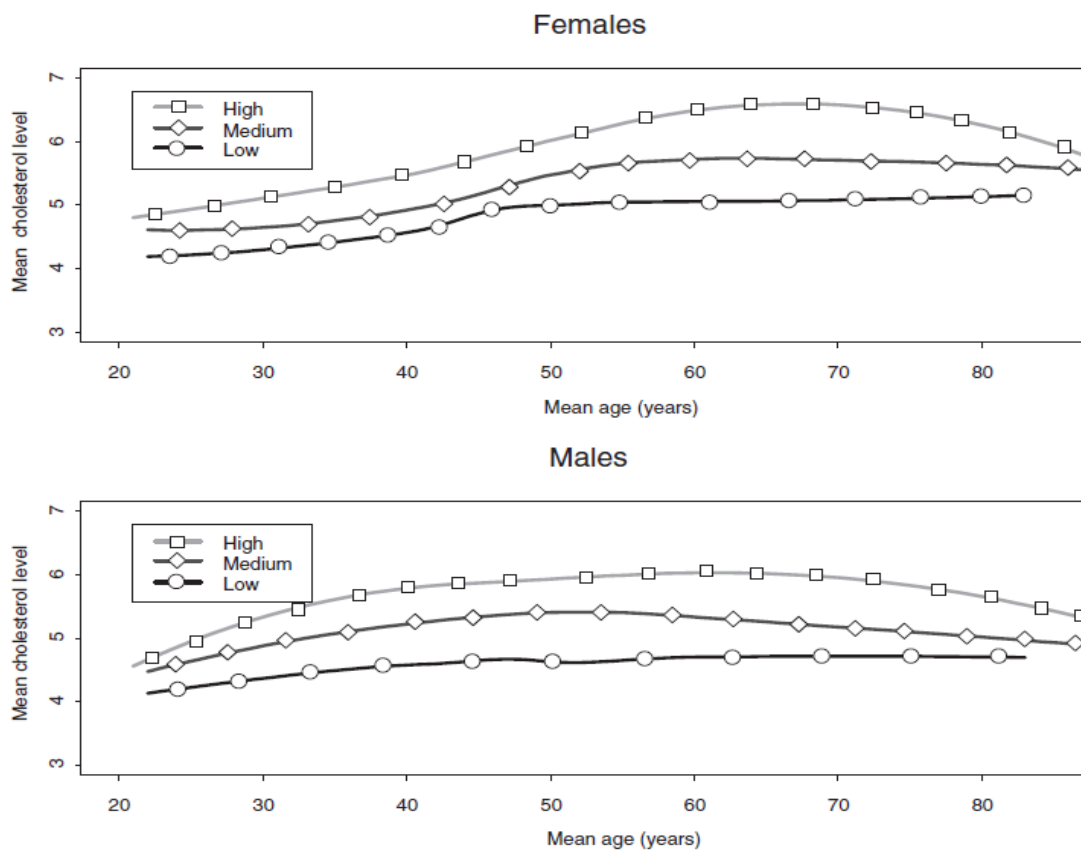 Females
7
6
5
4
3
Mean cholesterol level
High
Medium
Low
20 30 40 50 60 70 80
Mean age (years)
Males
7
6
5
4
3
Mean cholesterol level
High
Medium
Low
20 30 40 50 60 70 80
Mean age (years)